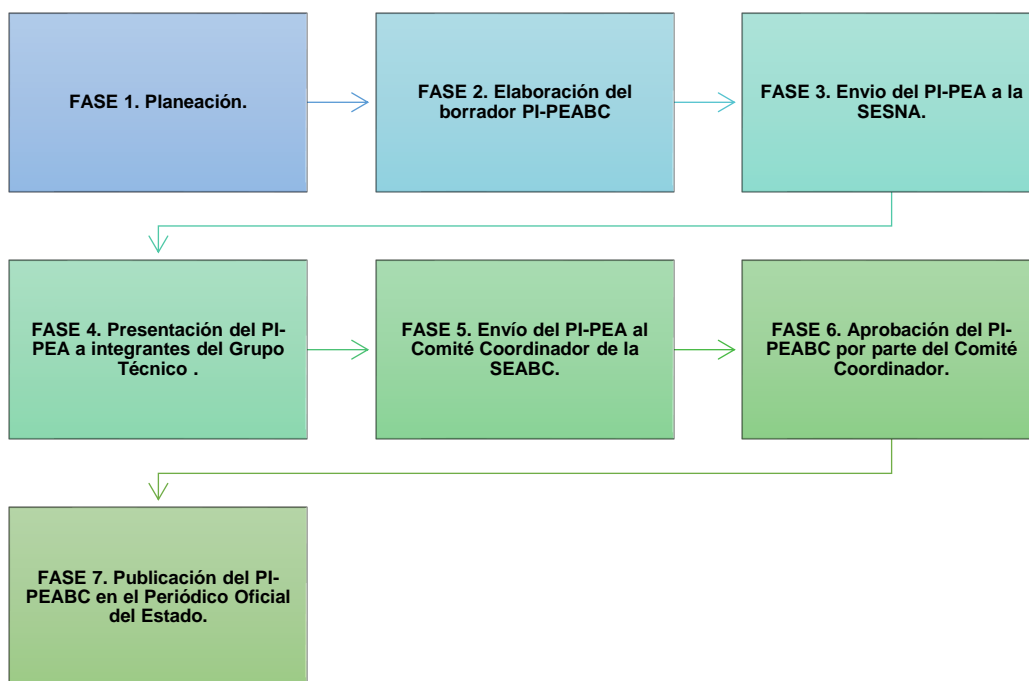 FASE 1. Planeación.
FASE 2. Elaboración del
borrador PI-PEABC
FASE 3. Envio del PI-PEA a la
SESNA.
FASE 4. Presentación del PI-
PEA a integrantes del Grupo
Técnico .
FASE 5. Envío del PI-PEA al
Comité Coordinador de la
SEABC.
FASE 6. Aprobación del PI-
PEABC por parte del Comité
Coordinador.
FASE 7. Publicación del PI-
PEABC en el Periódico Oficial
del Estado.